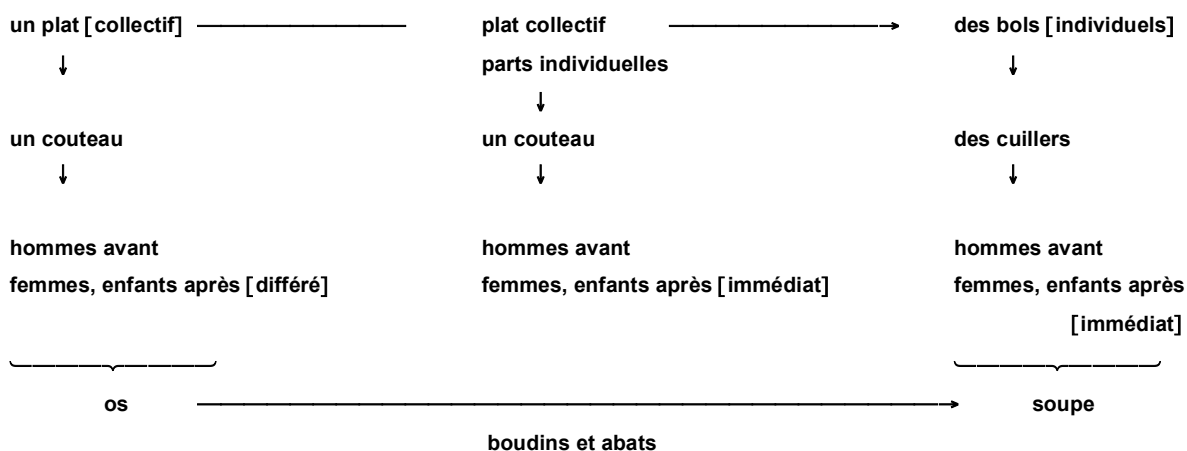 un plat [collectif] plat collectif des bols [individuels]
parts individuelles
un couteau un couteau des cuillers
hommes avant hommes avant hommes avant
femmes, enfants après [différé] femmes, enfants après [immédiat] femmes, enfants après
[immédiat]
os soupe
boudins et abats